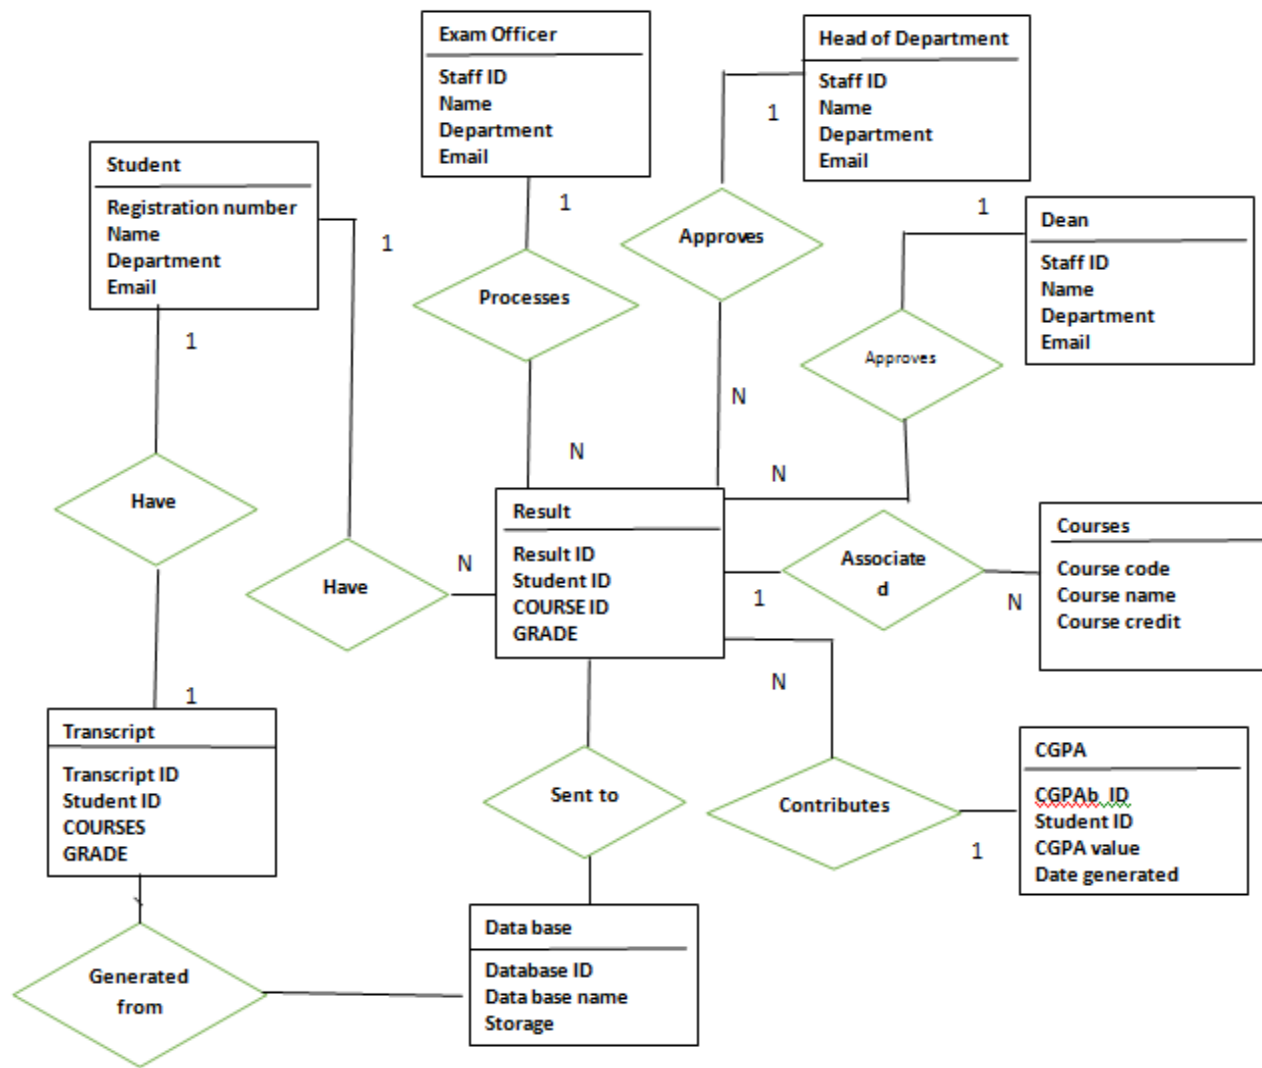 Exam Officer
Staff ID
Name
Department
Email
Head of Department
Staff ID
Name
Department
Email
1
Student
Registration number
Name
Department
Email
1
1
Approves
1
Dean
Staff ID
Name
Department
Email
1
Processes
1
Approves
N
N
N
Have
Result
Result ID
Student ID
COURSE ID
GRADE
Courses
Course code
Course name
Course credit
Associate
d
N
Have
1
N
N
1
Transcript
Transcript ID
Student ID
COURSES
GRADE
Sent to
Contributes
1
CGPA
CGPAb_ID
Student ID
CGPA value
Date generated
Generated
from
Data base
Database ID
Data base name
Storage